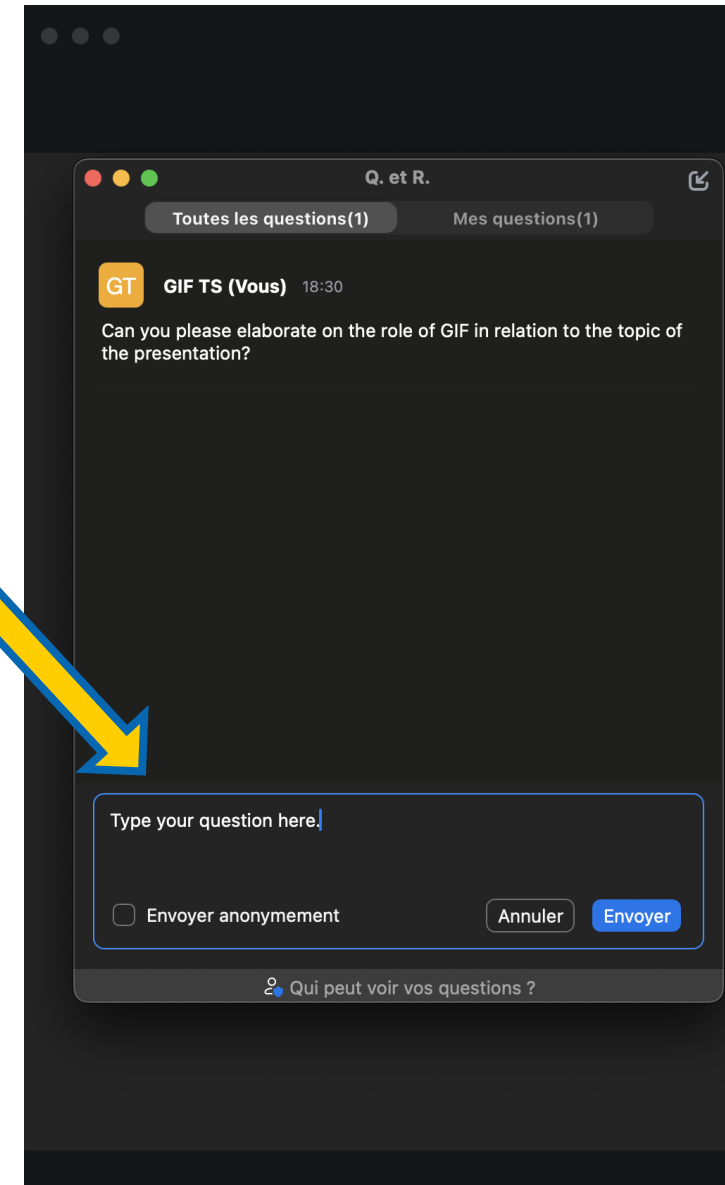 Q. et R.
Toutes les questions(1) Mes questions(1)
GT GIF TS (Vous) 18:30
Can you please elaborate on the role of GIF in relation to the topic of
the presentation?
Type your question here.
Envoyer anonymement Annuler Envoyer
Qui peut voir vos questions ?